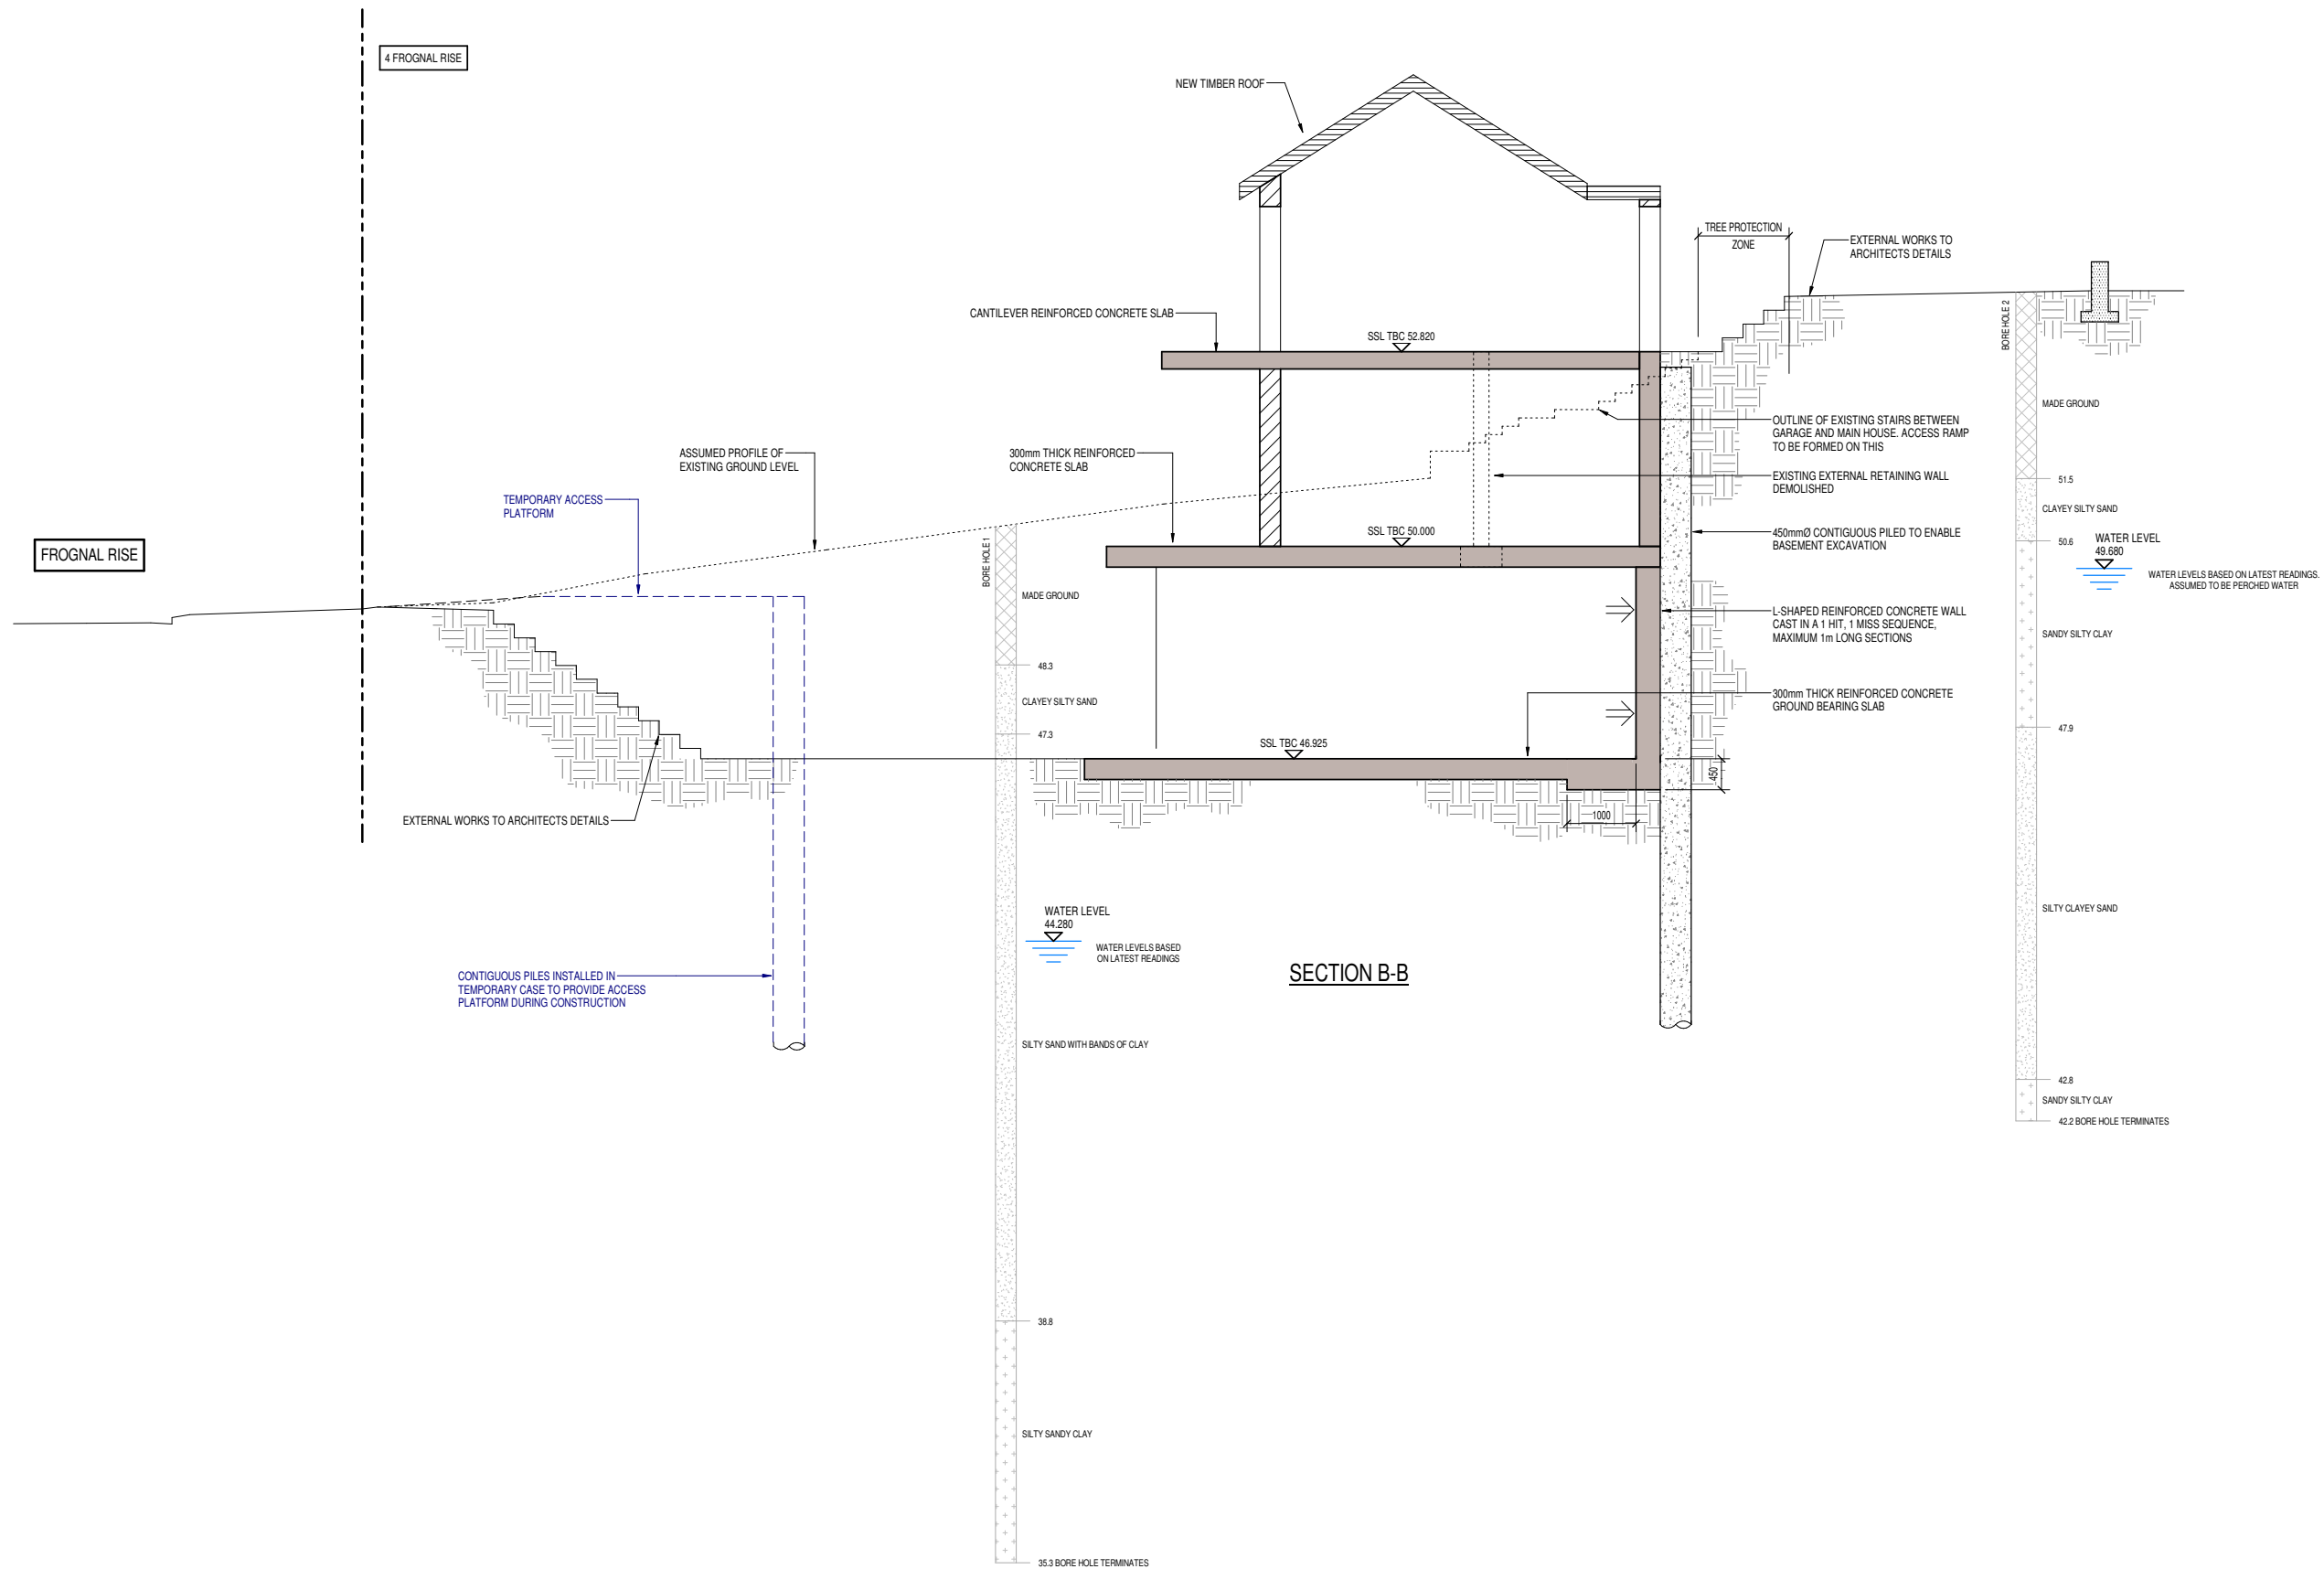 4 FROGNAL RISE
NEW TIMBER ROOF
TREE PROTECTION
ZONE
EXTERNAL WORKS TO
ARCHITECTS DETAILS
BORE HOLE 2
CANTILEVER REINFORCED CONCRETE SLAB
SSL TBC 52.820
MADE GROUND
OUTLINE OF EXISTING STAIRS BETWEEN
GARAGE AND MAIN HOUSE. ACCESS RAMP
TO BE FORMED ON THIS
ASSUMED PROFILE OF
EXISTING GROUND LEVEL
300mm THICK REINFORCED
CONCRETE SLAB
EXISTING EXTERNAL RETAINING WALL
DEMOLISHED
51.5
TEMPORARY ACCESS
PLATFORM
CLAYEY SILTY SAND
FROGNAL RISE
BORE HOLE 1
SSL TBC 50.000
450mmØ CONTIGUOUS PILED TO ENABLE
BASEMENT EXCAVATION
50.6
WATER LEVEL
49.680
WATER LEVELS BASED ON LATEST READINGS.
ASSUMED TO BE PERCHED WATER
MADE GROUND
L-SHAPED REINFORCED CONCRETE WALL
CAST IN A 1 HIT, 1 MISS SEQUENCE,
MAXIMUM 1m LONG SECTIONS
SANDY SILTY CLAY
48.3
CLAYEY SILTY SAND
300mm THICK REINFORCED CONCRETE
GROUND BEARING SLAB
47.9
47.3
SSL TBC 46.925
450
1000
EXTERNAL WORKS TO ARCHITECTS DETAILS
SILTY CLAYEY SAND
WATER LEVEL
44.280
WATER LEVELS BASED
ON LATEST READINGS
CONTIGUOUS PILES INSTALLED IN
TEMPORARY CASE TO PROVIDE ACCESS
PLATFORM DURING CONSTRUCTION
SECTION B-B
SILTY SAND WITH BANDS OF CLAY
42.8
SANDY SILTY CLAY
42.2 BORE HOLE TERMINATES
38.8
SILTY SANDY CLAY
35.3 BORE HOLE TERMINATES